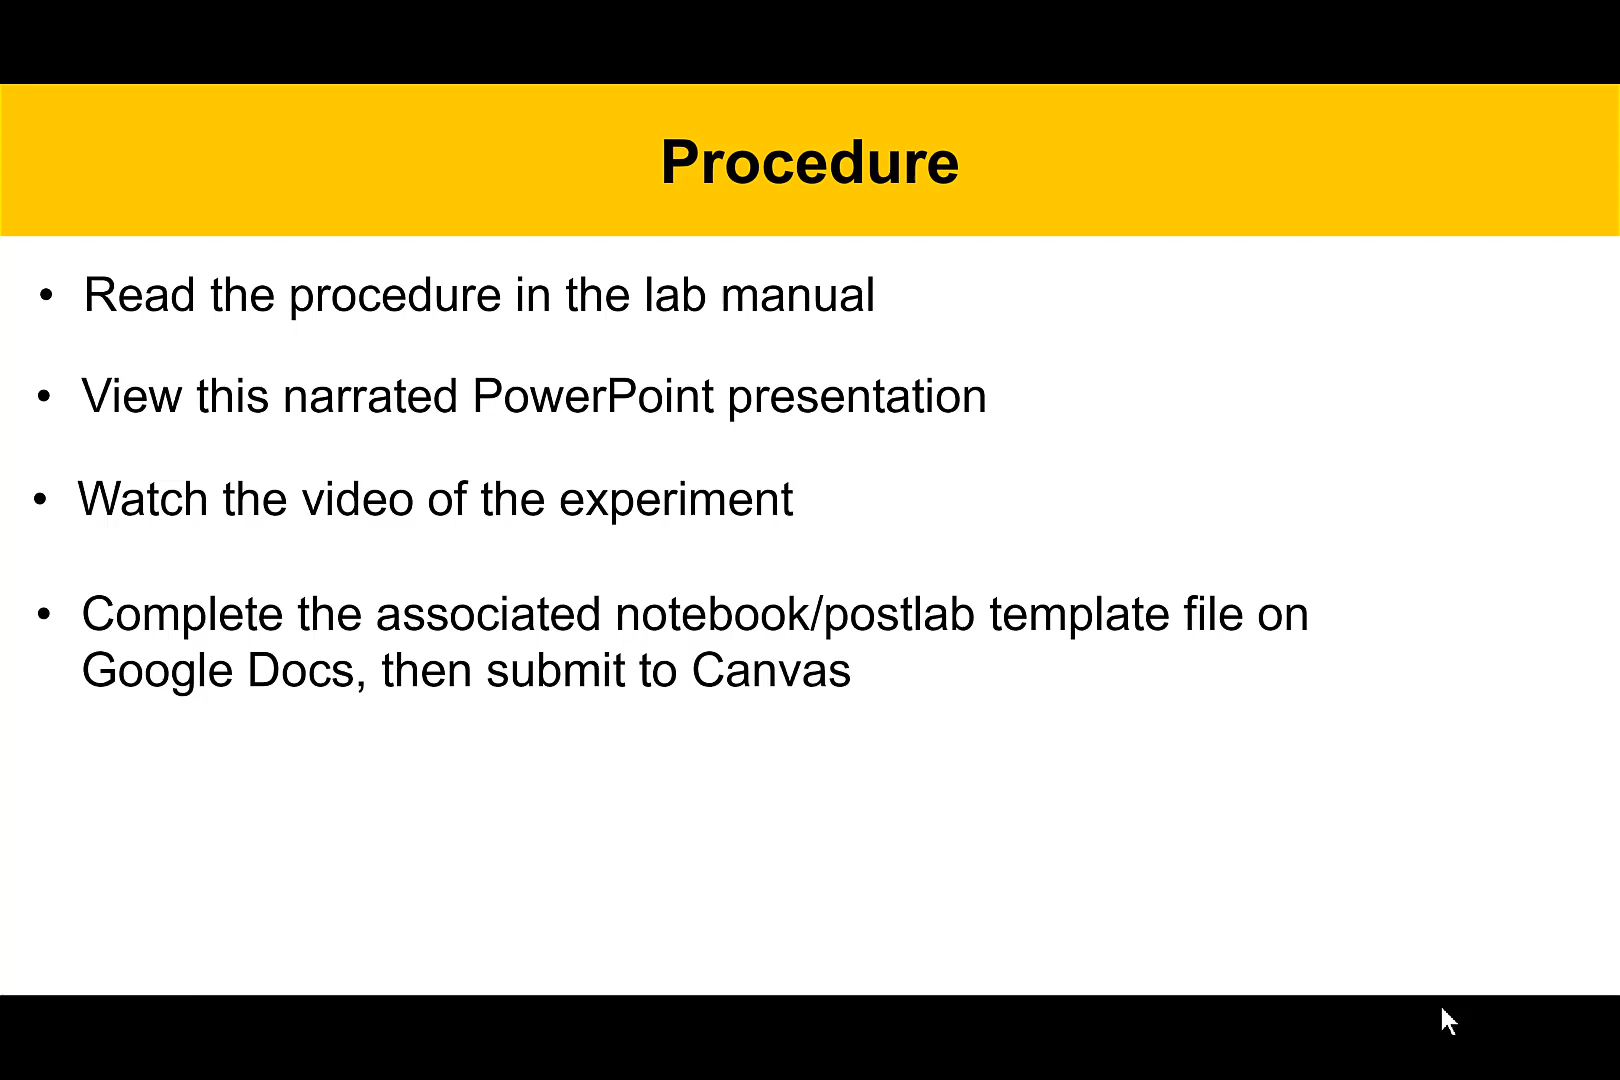 Procedure
• Read the procedure in the lab manual
• View this narrated PowerPoint presentation
• Watch the video of the experiment
• Complete the associated notebook/postlab template file on
Google Docs, then submit to Canvas